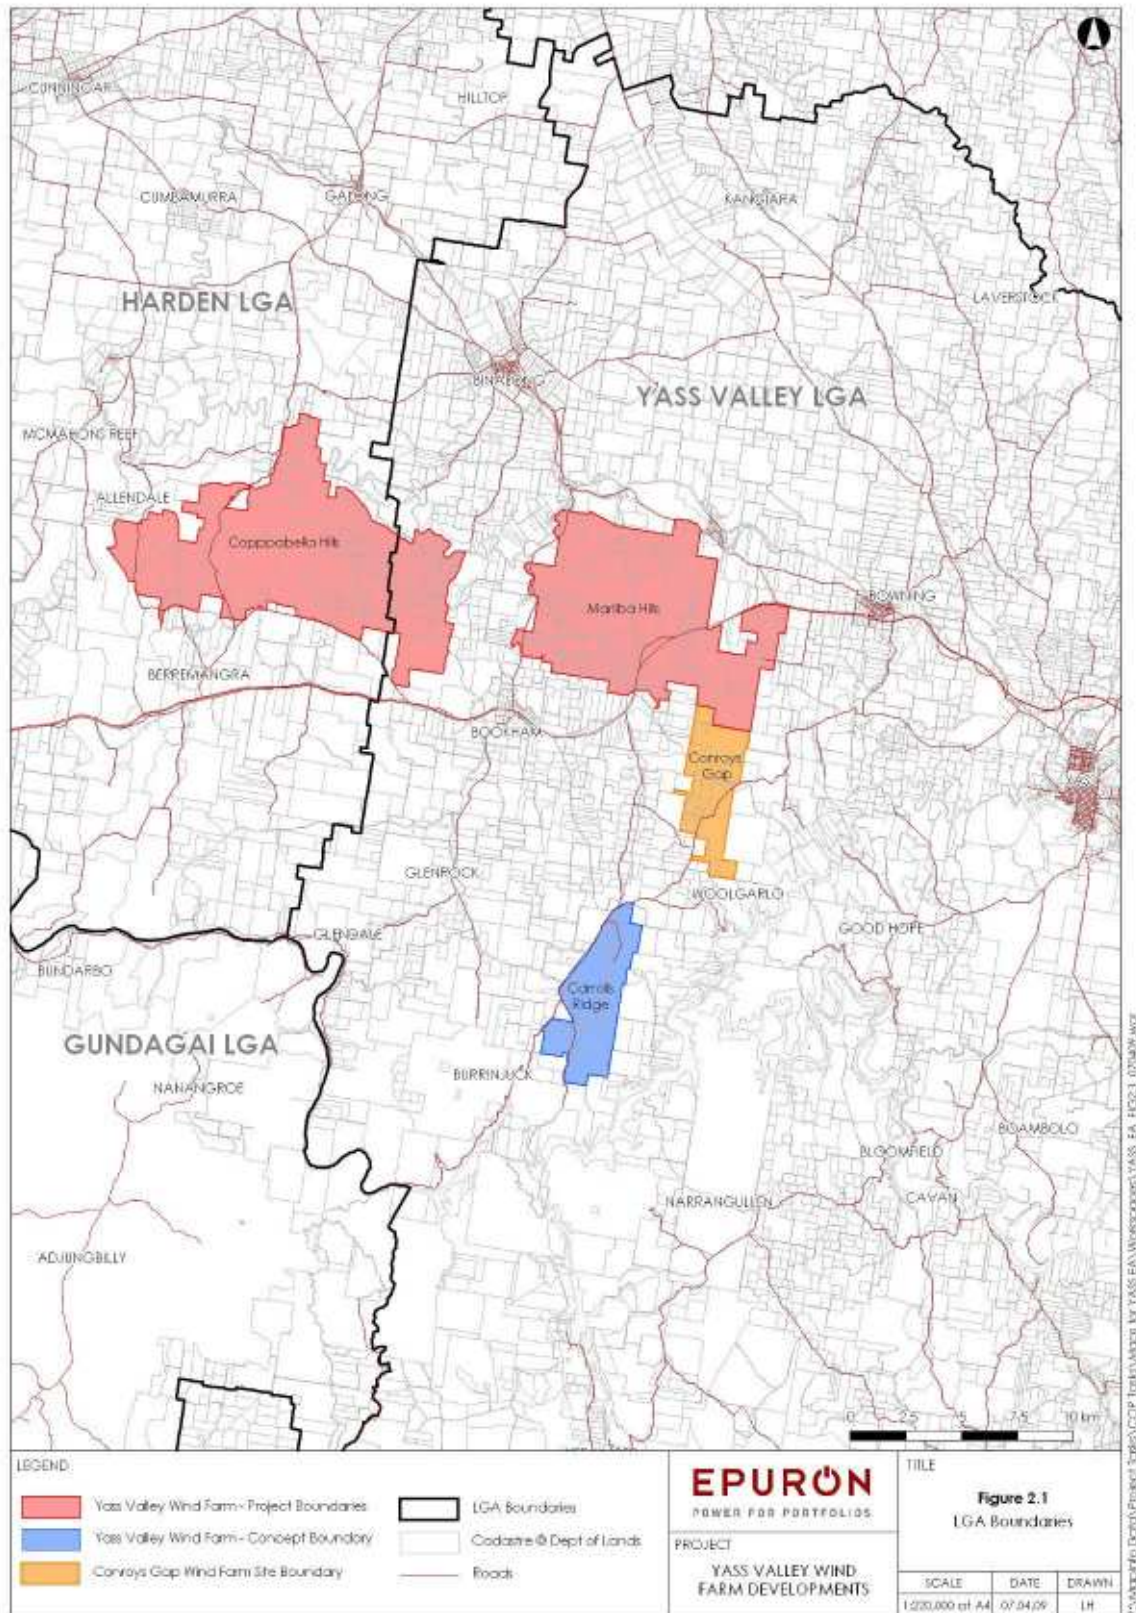 CUNNINGAR
HILLTOP
CUMBAMURRA
GALONG
KANGIARA
HARDEN LGA
LAVERSTOCK
BINALONG
YASS VALLEY LGA
MCMAHONS REEF
ALLENDALE
Copppabella Hills
Marilba Hills
BOWNING
BERREMANGRA
BOOKHAM
Conroys
Gap
GLENROCK
WOOLGARLO
GLENDALE
GOOD HOPE
BUNDARBO
Carrolls
Ridge
GUNDAGAI LGA
NANANGROE
BURRINJUCK
BOAMBOLO
BLOOMFIELD
NARRANGULLEN
CAVAN
ADJUNGBILLY
0 2.5 5 7.5 10 km
LEGEND
Yass Valley Wind Farm - Project Boundaries
Yass Valley Wind Farm - Concept Boundary
Conroys Gap Wind Farm Site Boundary
LGA Boundaries
Cadastre © Dept of Lands
Roads
EPURON
POWER FOR PORTFOLIOS
PROJECT
YASS VALLEY WIND
FARM DEVELOPMENTS
TITLE
Figure 2.1
LGA Boundaries
SCALE DATE DRAWN
1:220,000 at A4 07.04.09 LH